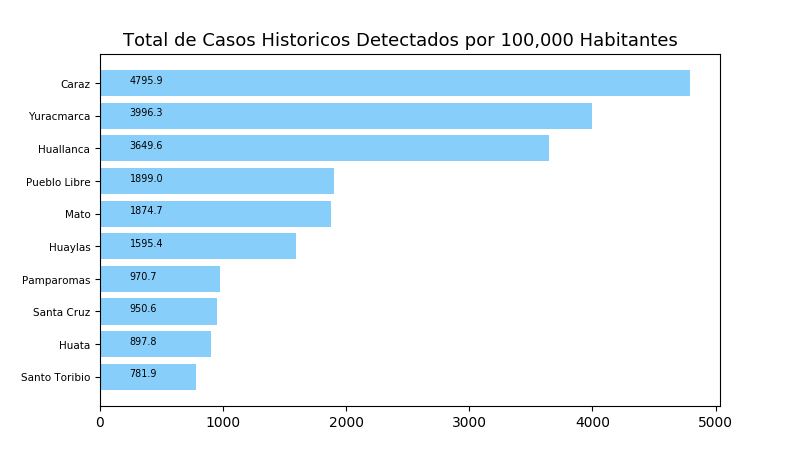 Total de Casos Historicos Detectados por 100,000 Habitantes
Caraz 4795.9
Yuracmarca 3996.3
Huallanca 3649.6
Pueblo Libre 1899.0
Mato 1874.7
Huaylas 1595.4
Pamparomas 970.7
Santa Cruz 950.6
Huata 897.8
Santo Toribio 781.9
0 1000 2000 3000 4000 5000